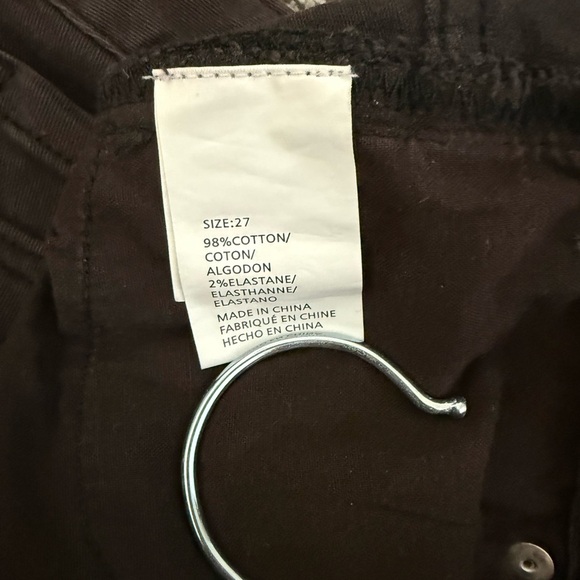 SIZE:27
98%COTTON/
COTON/
ALGODON
2%ELASTANE/
ELASTHANNE/
ELASTANO
MADE IN CHINA
FABRIQUÉ EN CHINE
HECHO EN CHINA